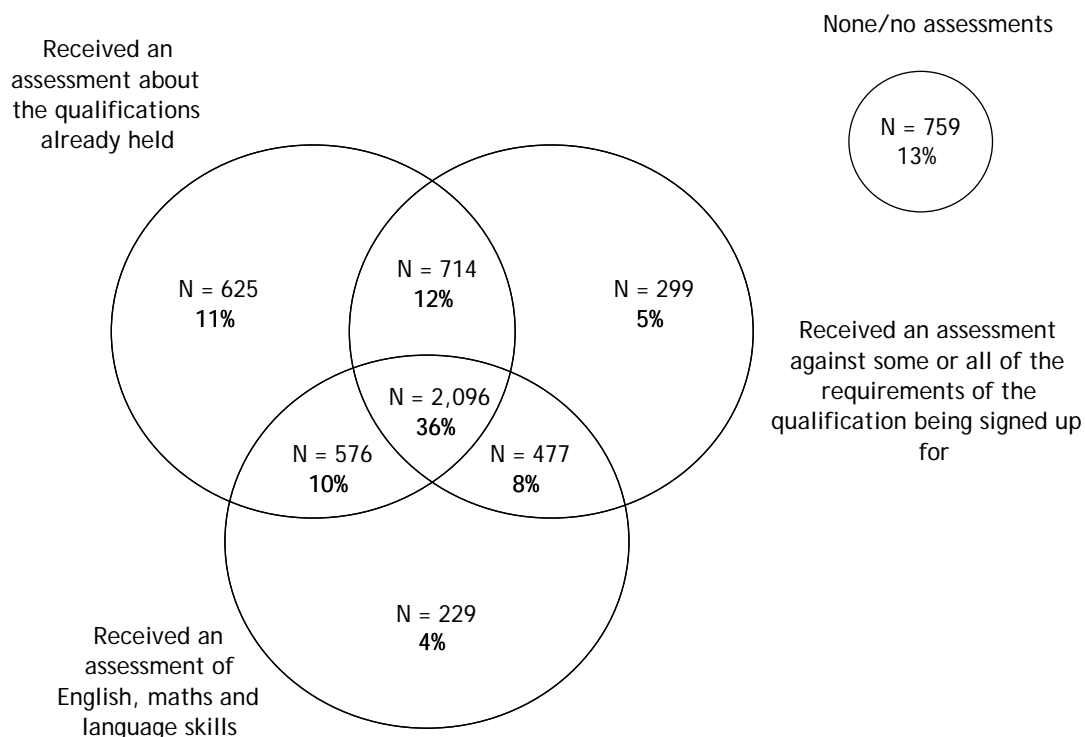 None/no assessments
N = 759
13%
Received an
assessment about
the qualifications
already held
N = 714
12%
N = 625
11%
N = 299
5%
Received an assessment
against some or all of the
requirements of the
qualification being signed up
for
N = 2,096
36%
N = 576
10%
N = 477
8%
N = 229
4%
Received an
assessment of
English, maths and
language skills